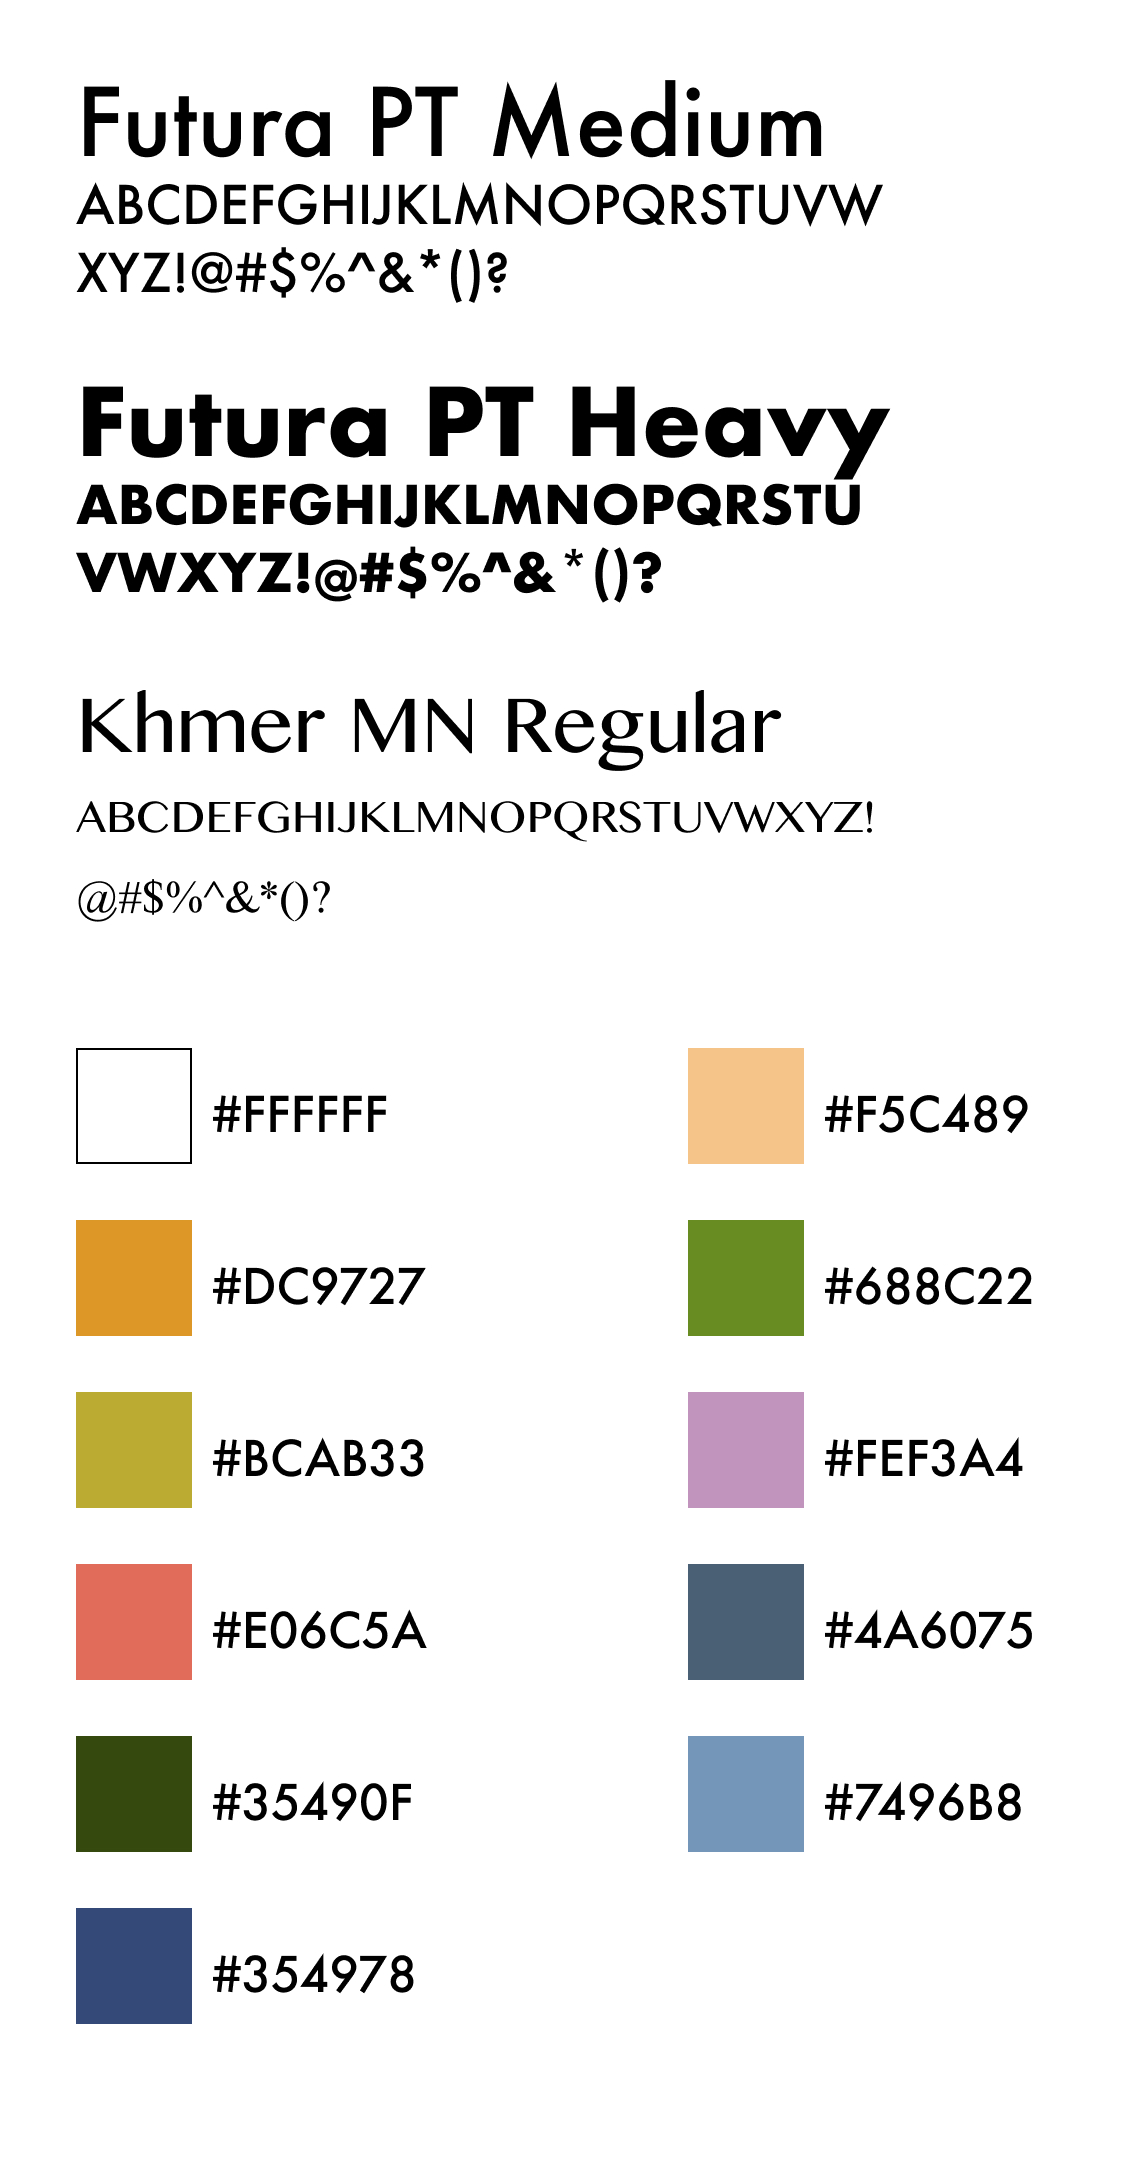 Futura PT Medium
ABCDEFGHIJKLMNOPQRSTUVW
XYZ!@#$%^&*()?
Futura PT Heavy
ABCDEFGHIJKLMNOPQRSTU
VWXYZ!@#$%^&*()?
Khmer MN Regular
ABCDEFGHIJKLMNOPQRSTUVWXYZ!
@#$%^&*()?
#FFFFFF
#F5C489
#DC9727
#688C22
#BCAB33
#FEF3A4
#E06C5A
#4A6075
#35490F
#7496B8
#354978